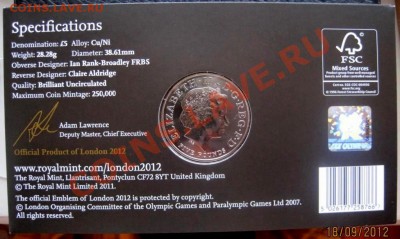 Specifications
Denomination: £5 Alloy: Cu/Ni
Weight: 28.28g Diameter: 38.61mm
Obverse Designer: Ian Rank-Broadley FRBS
Reverse Designer: Claire Aldridge
Quality: Brilliant Uncirculated
Maximum Coin Mintage: 250,000
Adam Lawrence
Deputy Master, Chief Executive
Official Product of London 2012
www.royalmint.com/london2012
The Royal Mint, Llantrisant, Pontyclun CF72 8YT United Kingdom
© The Royal Mint Limited 2011.
The official Emblem of London 2012 is protected by copyright.
© London Organising Committee of the Olympic Games and Paralympic Games Ltd 2007.
All rights reserved.
ELIZABETH
D·G·REG·F·D
POUNDS
FSC
Mixed Sources
18/09/2012